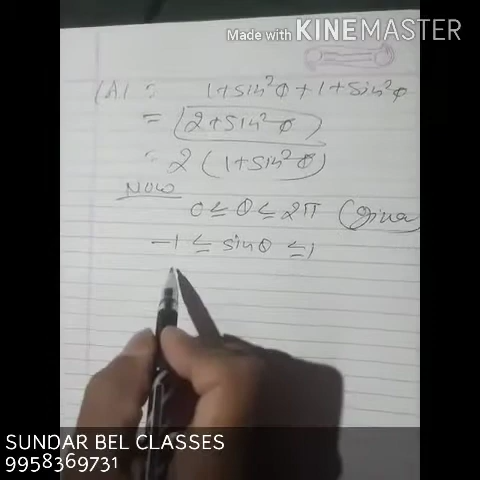 Made with KINEMASTER
|A| = 1+sin²θ+1+sin²θ
= 2+sin²θ
= 2 (1+sin²θ)
Now
0 ≤ θ ≤ 2π (given
-1 ≤ sinθ ≤ 1
SUNDAR BEL CLASSES
9958369731